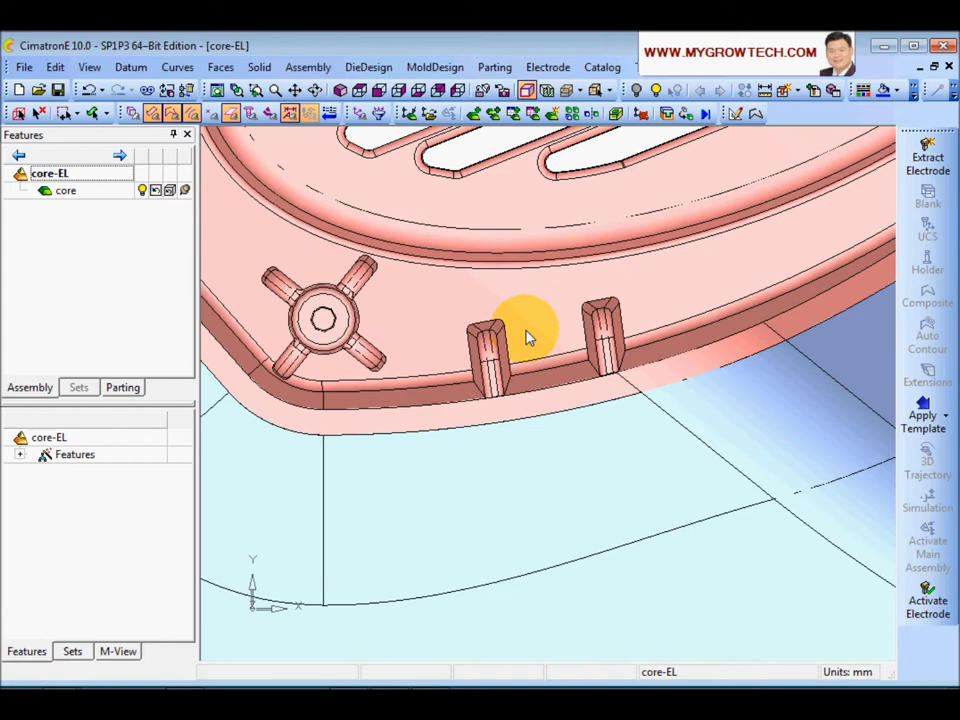 CimatronE 10.0 - SP1P3 64-Bit Edition - [core-EL]
WWW.MYGROWTECH.COM
File Edit View Datum Curves Faces Solid Assembly DieDesign MoldDesign Parting Electrode Catalog
Features
core-EL
core
Assembly Sets Parting
core-EL
Features
Features Sets M-View
Y
X
Extract
Electrode
Blank
UCS
Holder
Composite
Auto
Contour
Extensions
Apply
Template
3D
Trajectory
Simulation
Activate
Main
Assembly
Activate
Electrode
core-EL
Units: mm